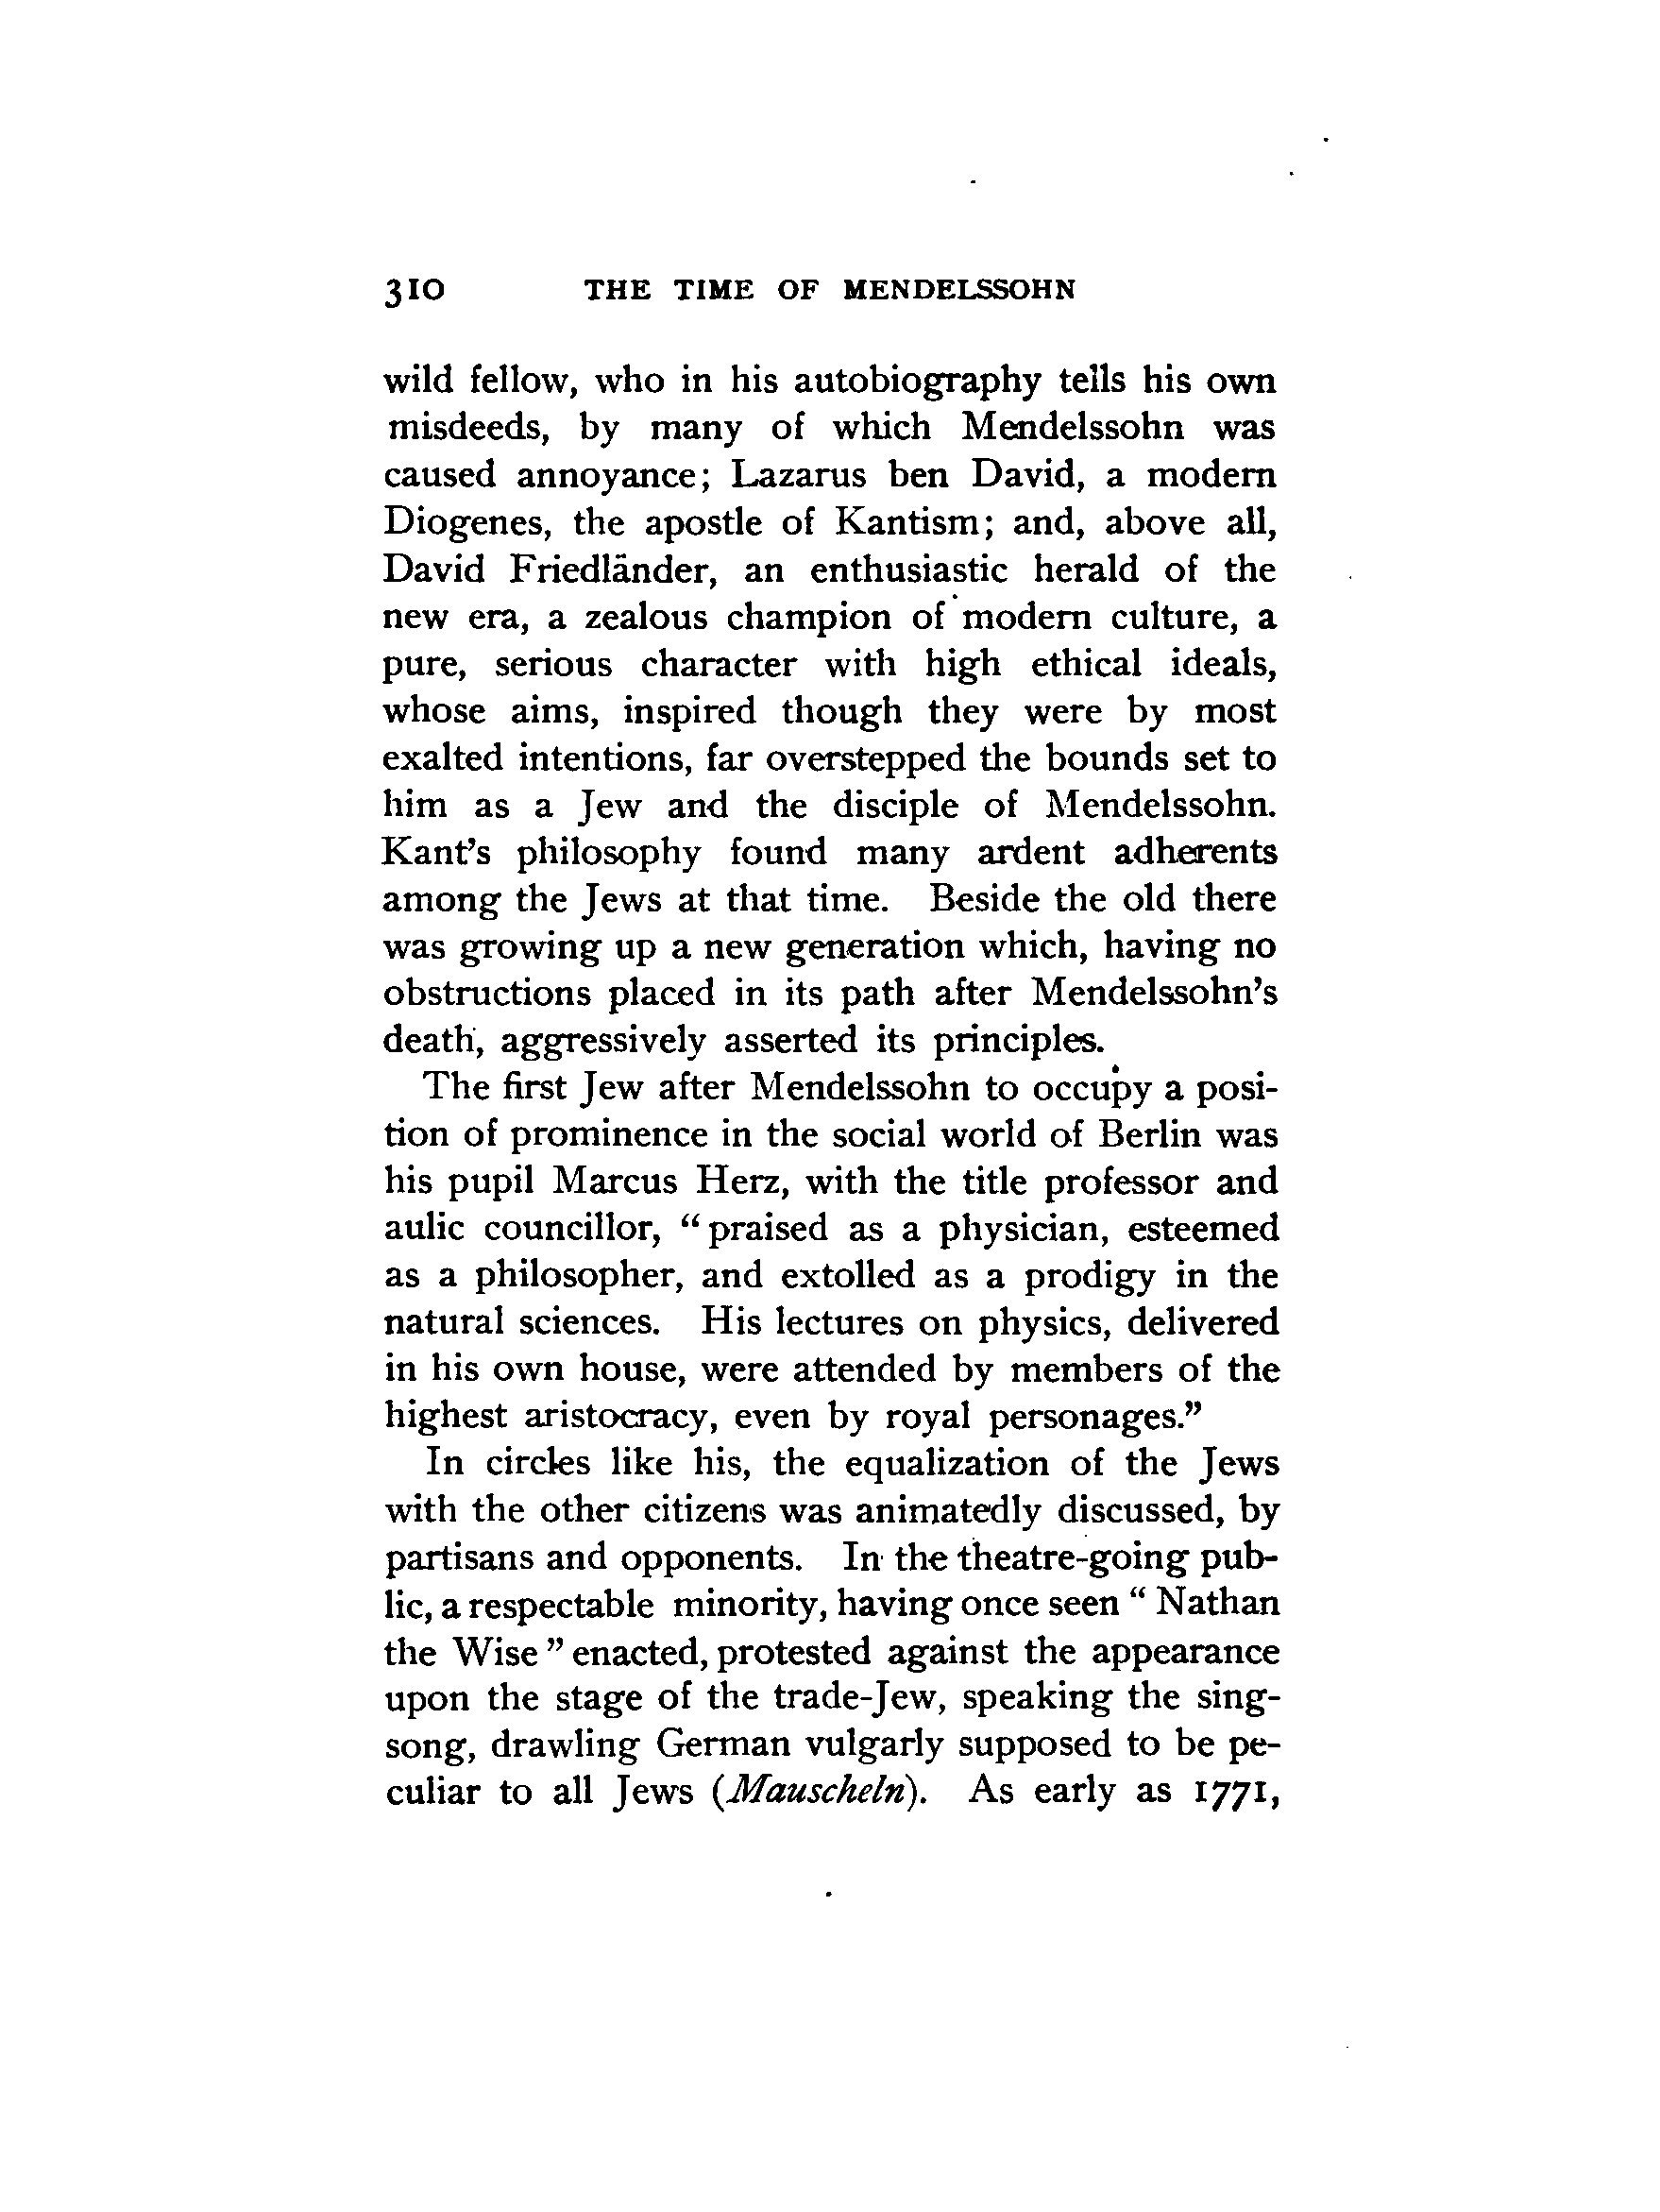 310 THE TIME OF MENDELSSOHN
wild fellow, who in his autobiography tells his own
misdeeds, by many of which Mendelssohn was
caused annoyance; Lazarus ben David, a modern
Diogenes, the apostle of Kantism; and, above all,
David Friedländer, an enthusiastic herald of the
new era, a zealous champion of modern culture, a
pure, serious character with high ethical ideals,
whose aims, inspired though they were by most
exalted intentions, far overstepped the bounds set to
him as a Jew and the disciple of Mendelssohn.
Kant’s philosophy found many ardent adherents
among the Jews at that time. Beside the old there
was growing up a new generation which, having no
obstructions placed in its path after Mendelssohn’s
death, aggressively asserted its principles.
The first Jew after Mendelssohn to occupy a posi-
tion of prominence in the social world of Berlin was
his pupil Marcus Herz, with the title professor and
aulic councillor, “praised as a physician, esteemed
as a philosopher, and extolled as a prodigy in the
natural sciences. His lectures on physics, delivered
in his own house, were attended by members of the
highest aristocracy, even by royal personages.”
In circles like his, the equalization of the Jews
with the other citizens was animatedly discussed, by
partisans and opponents. In the theatre-going pub-
lic, a respectable minority, having once seen “Nathan
the Wise” enacted, protested against the appearance
upon the stage of the trade-Jew, speaking the sing-
song, drawling German vulgarly supposed to be pe-
culiar to all Jews (Mauscheln). As early as 1771,